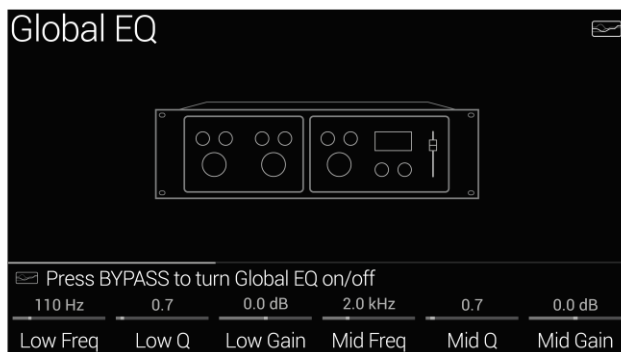 Global EQ
Press BYPASS to turn Global EQ on/off
110 Hz 0.7 0.0 dB 2.0 kHz 0.7 0.0 dB
Low Freq Low Q Low Gain Mid Freq Mid Q Mid Gain